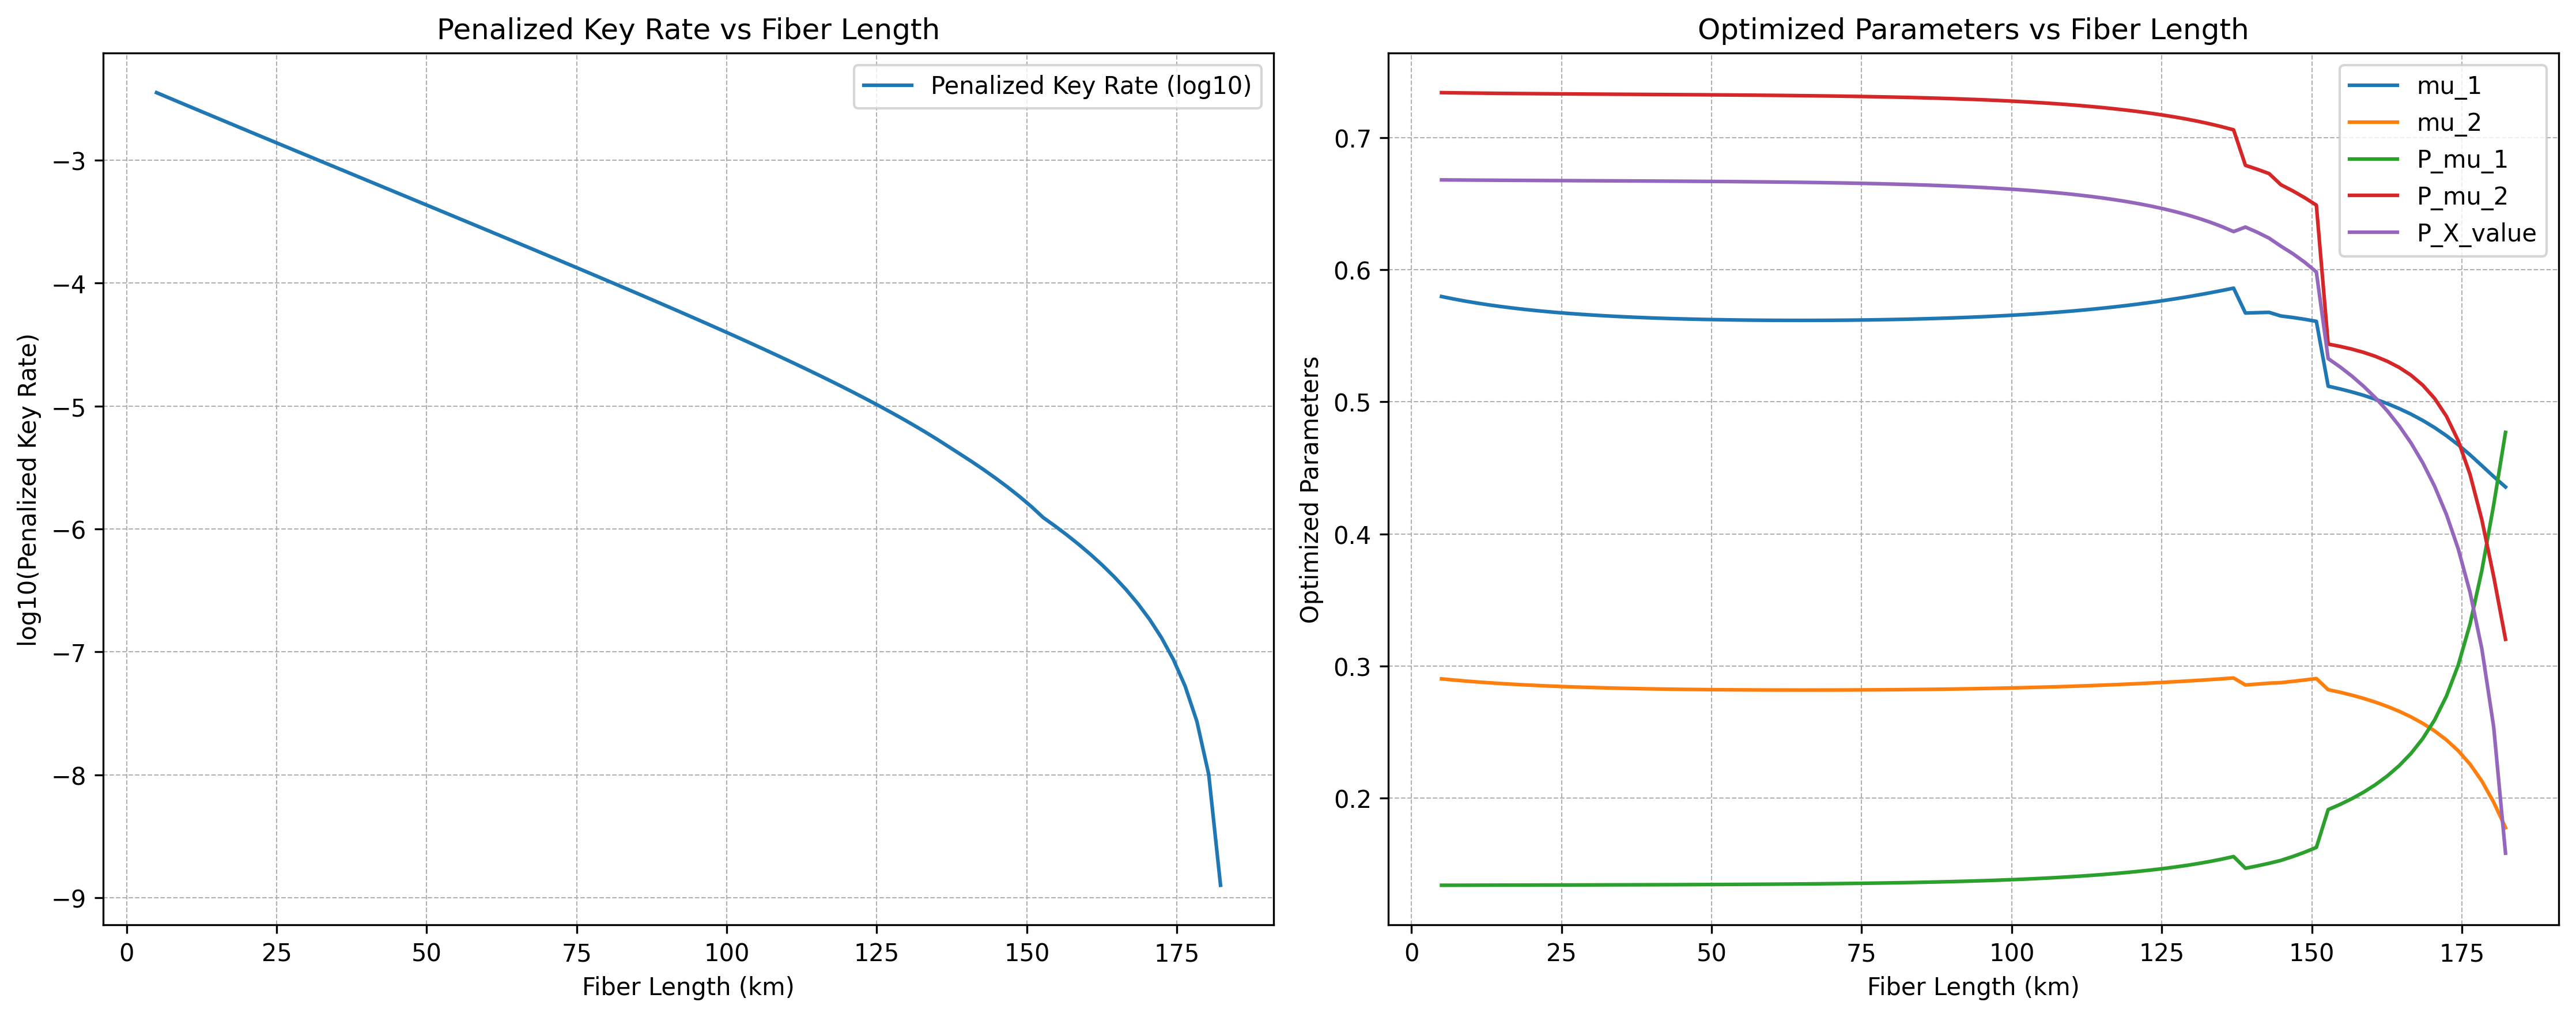 Penalized Key Rate vs Fiber Length
Penalized Key Rate (log10)
log10(Penalized Key Rate)
−3
−4
−5
−6
−7
−8
−9
0 25 50 75 100 125 150 175
Fiber Length (km)
Optimized Parameters vs Fiber Length
mu_1
mu_2
P_mu_1
P_mu_2
P_X_value
Optimized Parameters
0.7
0.6
0.5
0.4
0.3
0.2
0 25 50 75 100 125 150 175
Fiber Length (km)